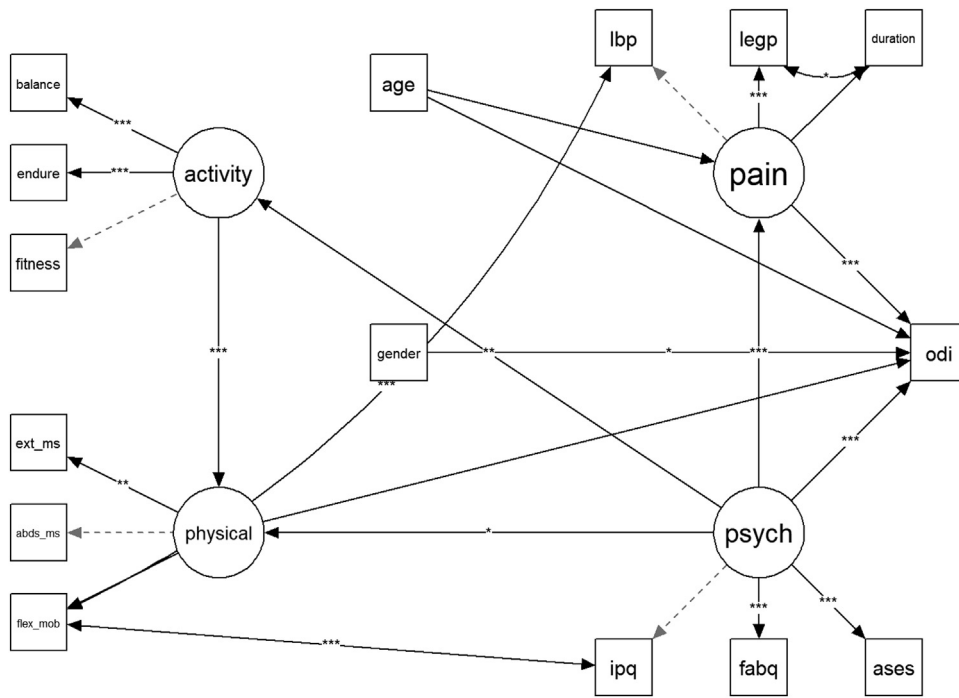 lbp
legp
duration
balance
age
*
***
***
activity
pain
endure
***
fitness
***
***
gender
**
*
***
odi
***
ext_ms
***
**
abds_ms
physical
*
psych
flex_mob
***
***
***
ipq
fabq
ases